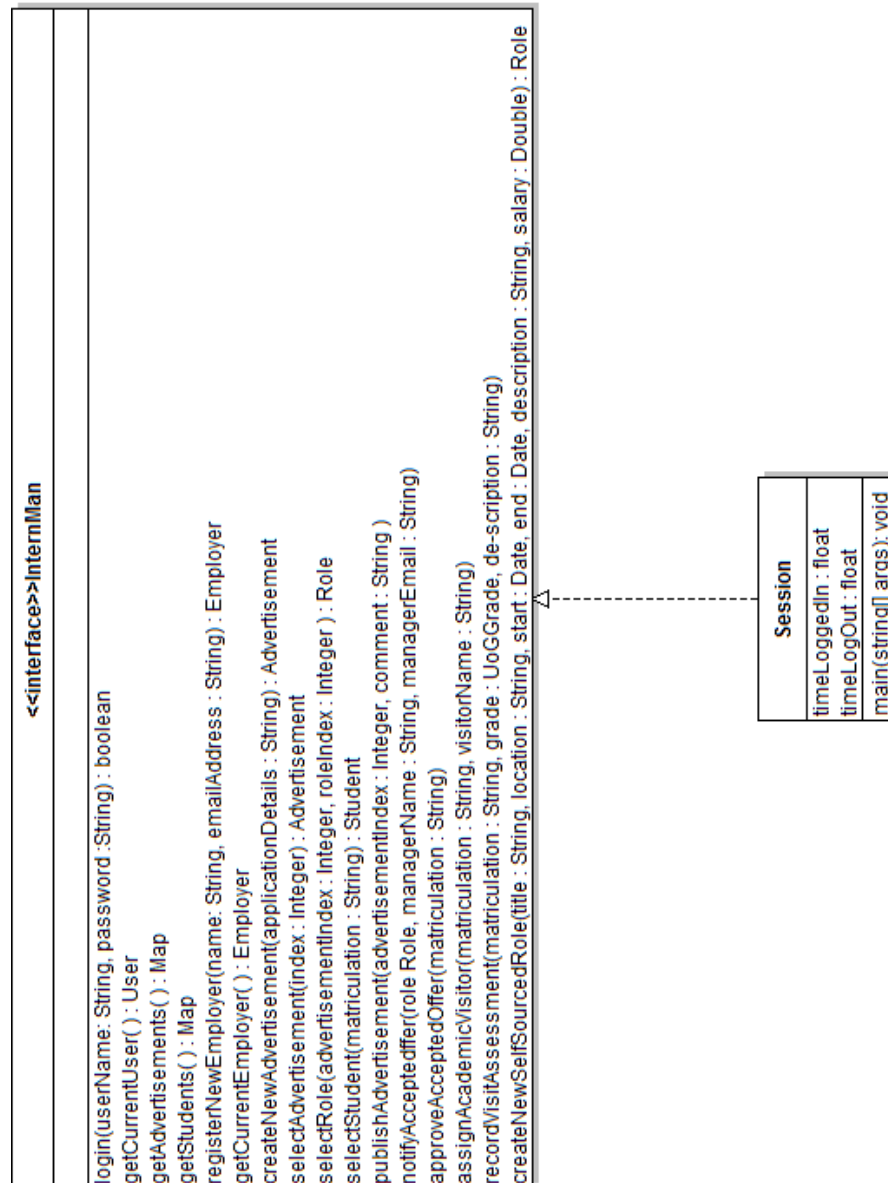 <<interface>>InternMan
login(userName: String, password :String) : boolean
getCurrentUser( ) : User
getAdvertisements( ) : Map
getStudents( ) : Map
registerNewEmployer(name: String, emailAddress : String) : Employer
getCurrentEmployer( ) : Employer
createNewAdvertisement(applicationDetails : String) : Advertisement
selectAdvertisement(index : Integer) : Advertisement
selectRole(advertisementIndex : Integer, roleIndex : Integer ) : Role
selectStudent(matriculation : String) : Student
publishAdvertisement(advertisementIndex : Integer, comment : String )
notifyAcceptedffer(role Role, managerName : String, managerEmail : String)
approveAcceptedOffer(matriculation : String)
assignAcademicVisitor(matriculation : String, visitorName : String)
recordVisitAssessment(matriculation : String, grade : UoGGrade, de-scription : String)
createNewSelfSourcedRole(title : String, location : String, start : Date, end : Date, description : String, salary : Double) : Role
Session
timeLoggedIn : float
timeLogOut : float
main(string[] args): void